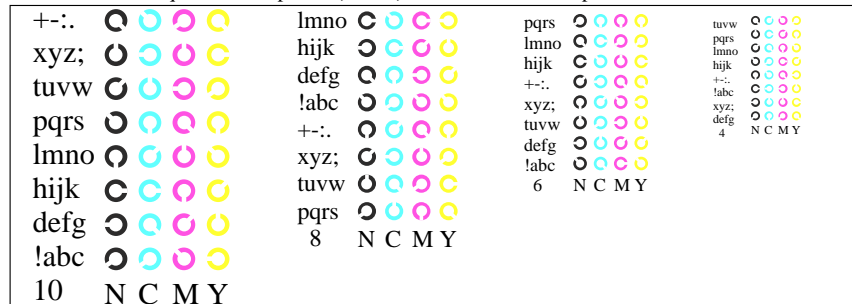 +-:.
xyz;
tuvw
pqrs
lmno
hijk
defg
!abc
10 N C M Y
lmno
hijk
defg
!abc
+-:.
xyz;
tuvw
pqrs
8 N C M Y
pqrs
lmno
hijk
+-:.
xyz;
tuvw
defg
!abc
6 N C M Y
tuvw
pqrs
lmno
hijk
+-:.
!abc
xyz;
defg
4 N C M Y